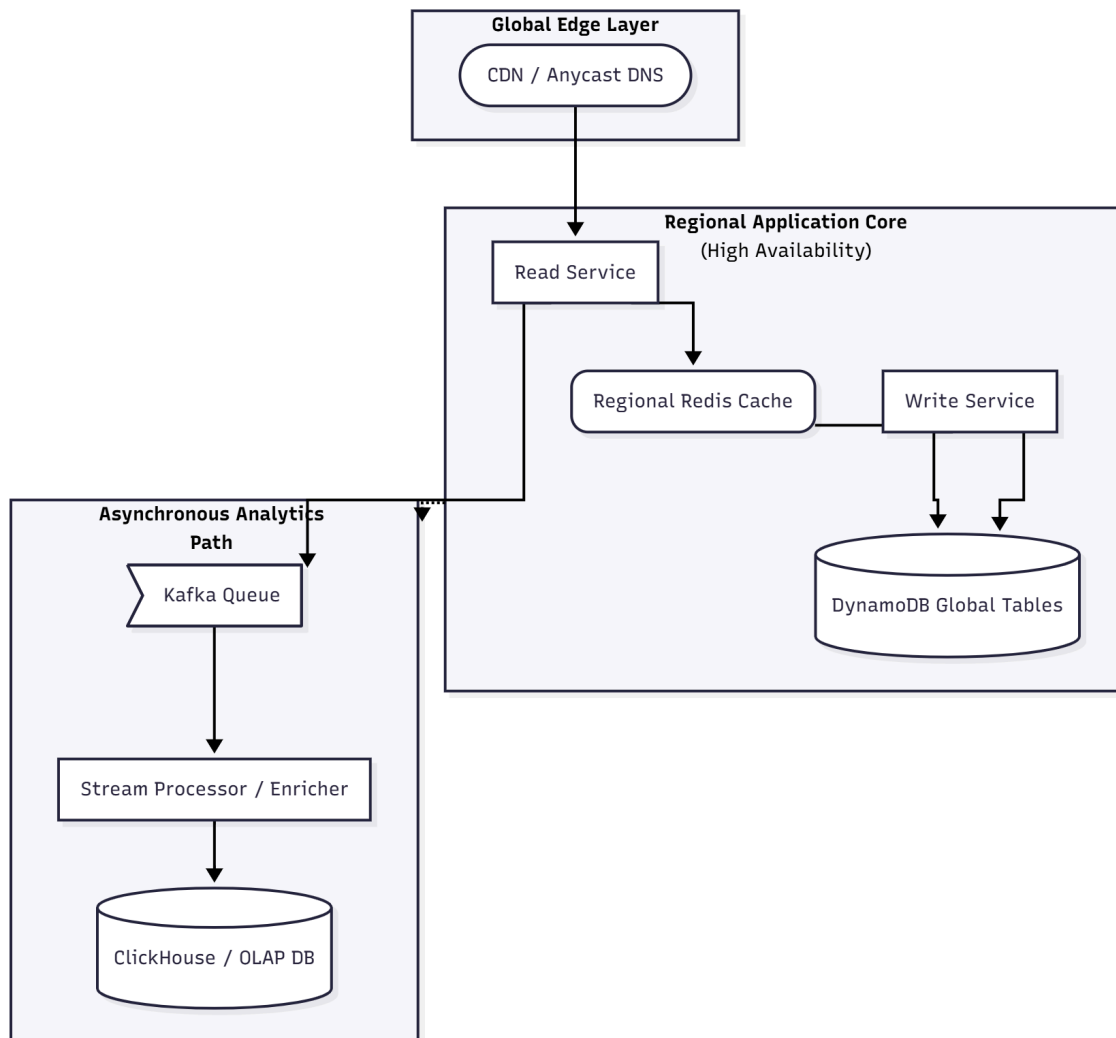 Global Edge Layer
CDN / Anycast DNS
Regional Application Core
(High Availability)
Read Service
Regional Redis Cache
Write Service
DynamoDB Global Tables
Asynchronous Analytics
Path
Kafka Queue
Stream Processor / Enricher
ClickHouse / OLAP DB